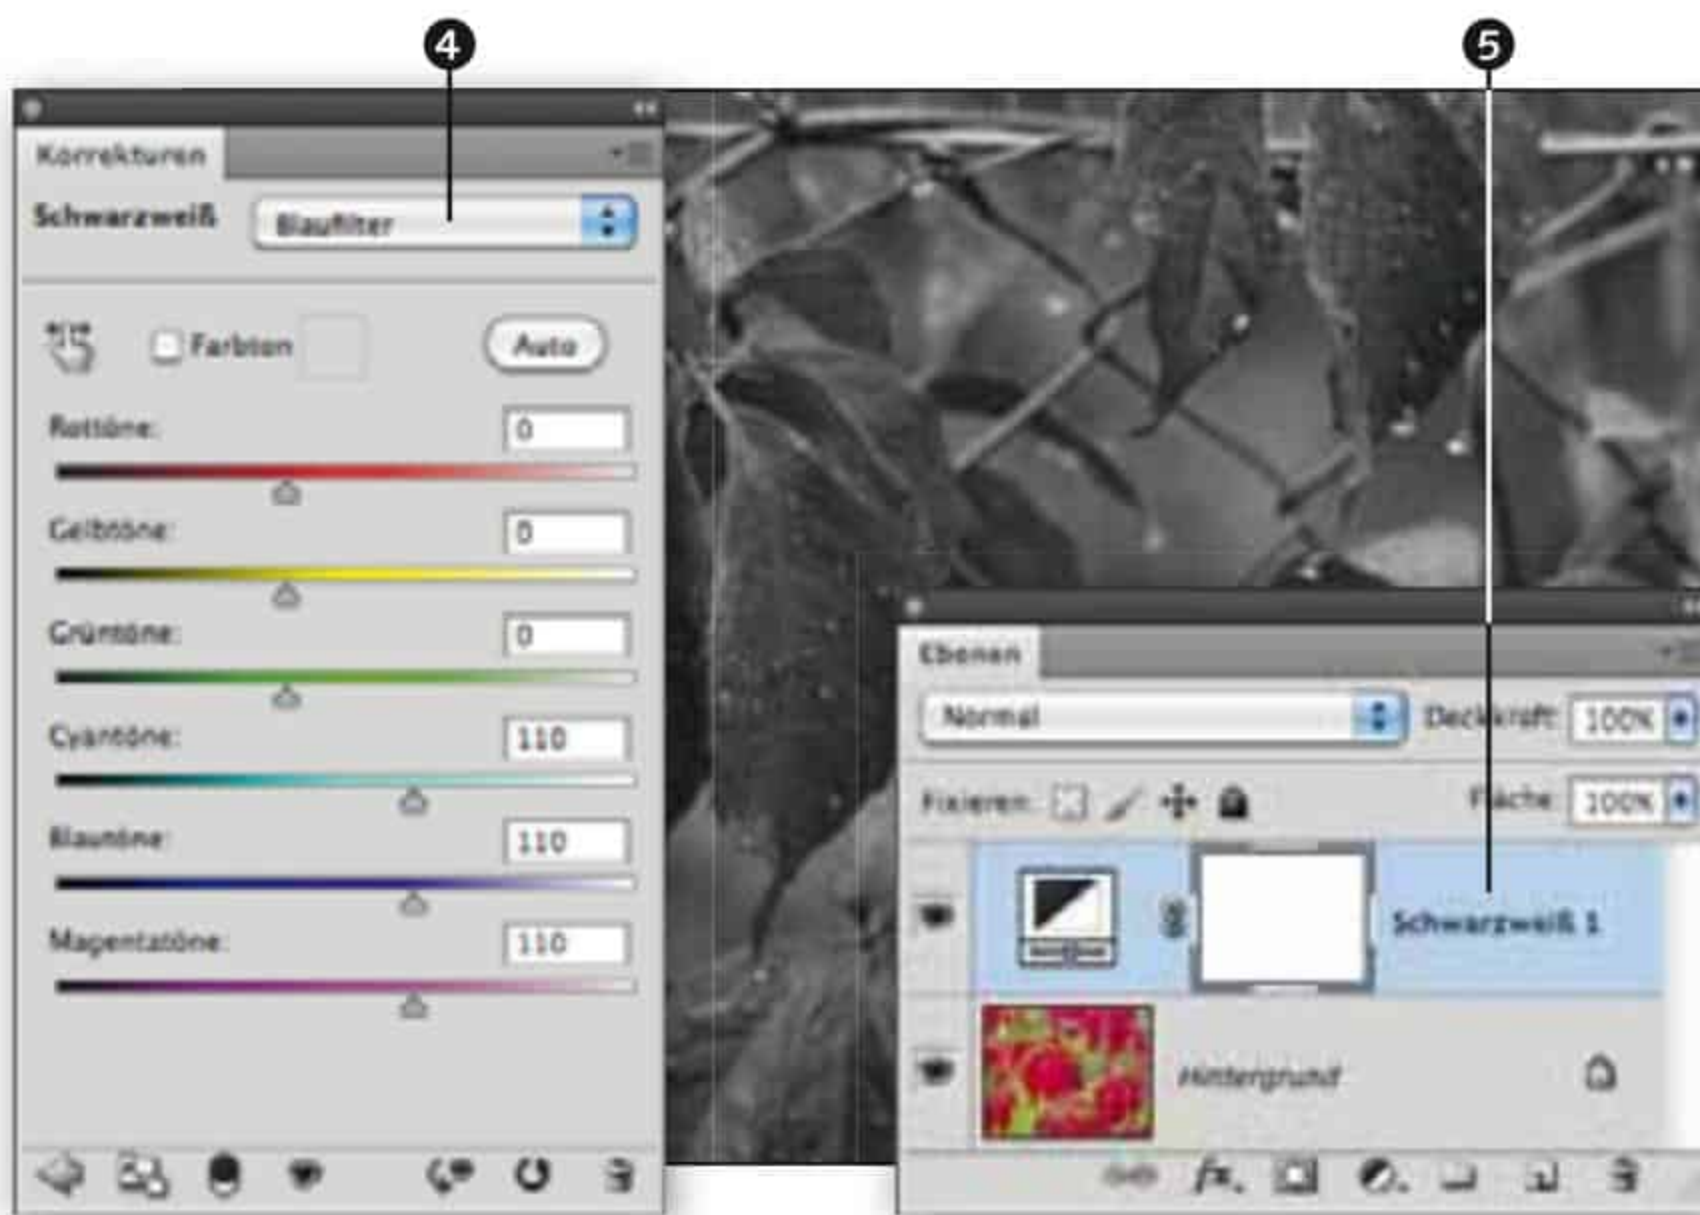 4
5
Korrekturen
Schwarzweiß
Blaufilter
Farbton
Auto
Rottöne:
0
Gelbtöne:
0
Grüntöne:
0
Cyantöne:
110
Blautöne:
110
Magentatöne:
110
Ebenen
Normal
Deckkraft:
100%
Fixieren:
Fläche:
100%
Schwarzweiß 1
Hintergrund
fx.